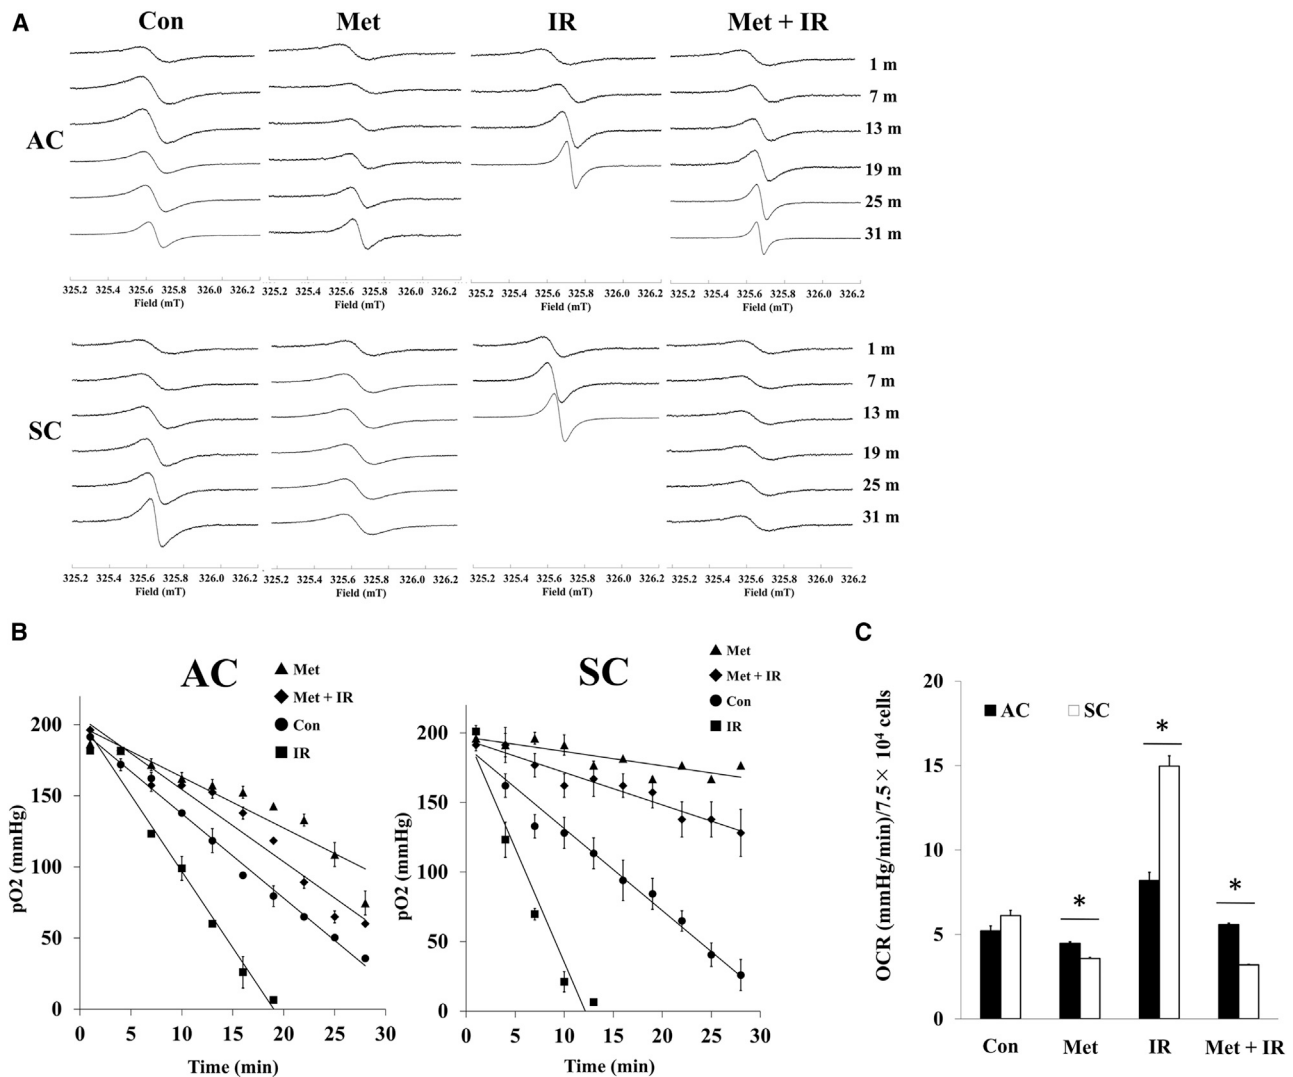 A
Con Met IR Met + IR
1 m
7 m
13 m
AC
19 m
25 m
31 m
325.2 325.4 325.6 325.8 326.0 326.2 325.2 325.4 325.6 325.8 326.0 326.2 325.2 325.4 325.6 325.8 326.0 326.2 325.2 325.4 325.6 325.8 326.0 326.2
Field (mT) Field (mT) Field (mT) Field (mT)
1 m
7 m
13 m
SC
19 m
25 m
31 m
325.2 325.4 325.6 325.8 326.0 326.2 325.2 325.4 325.6 325.8 326.0 326.2 325.2 325.4 325.6 325.8 326.0 326.2 325.2 325.4 325.6 325.8 326.0 326.2
Field (mT) Field (mT) Field (mT) Field (mT)
B
AC
Met
Met + IR
Con
IR
200
150
100
50
0
pO2 (mmHg)
0 5 10 15 20 25 30
Time (min)
SC
Met
Met + IR
Con
IR
200
150
100
50
0
pO2 (mmHg)
0 5 10 15 20 25 30
Time (min)
C
OCR (mmHg/min)/7.5× 10⁴ cells
20
15
10
5
0
AC SC
*
*
*
Con Met IR Met + IR